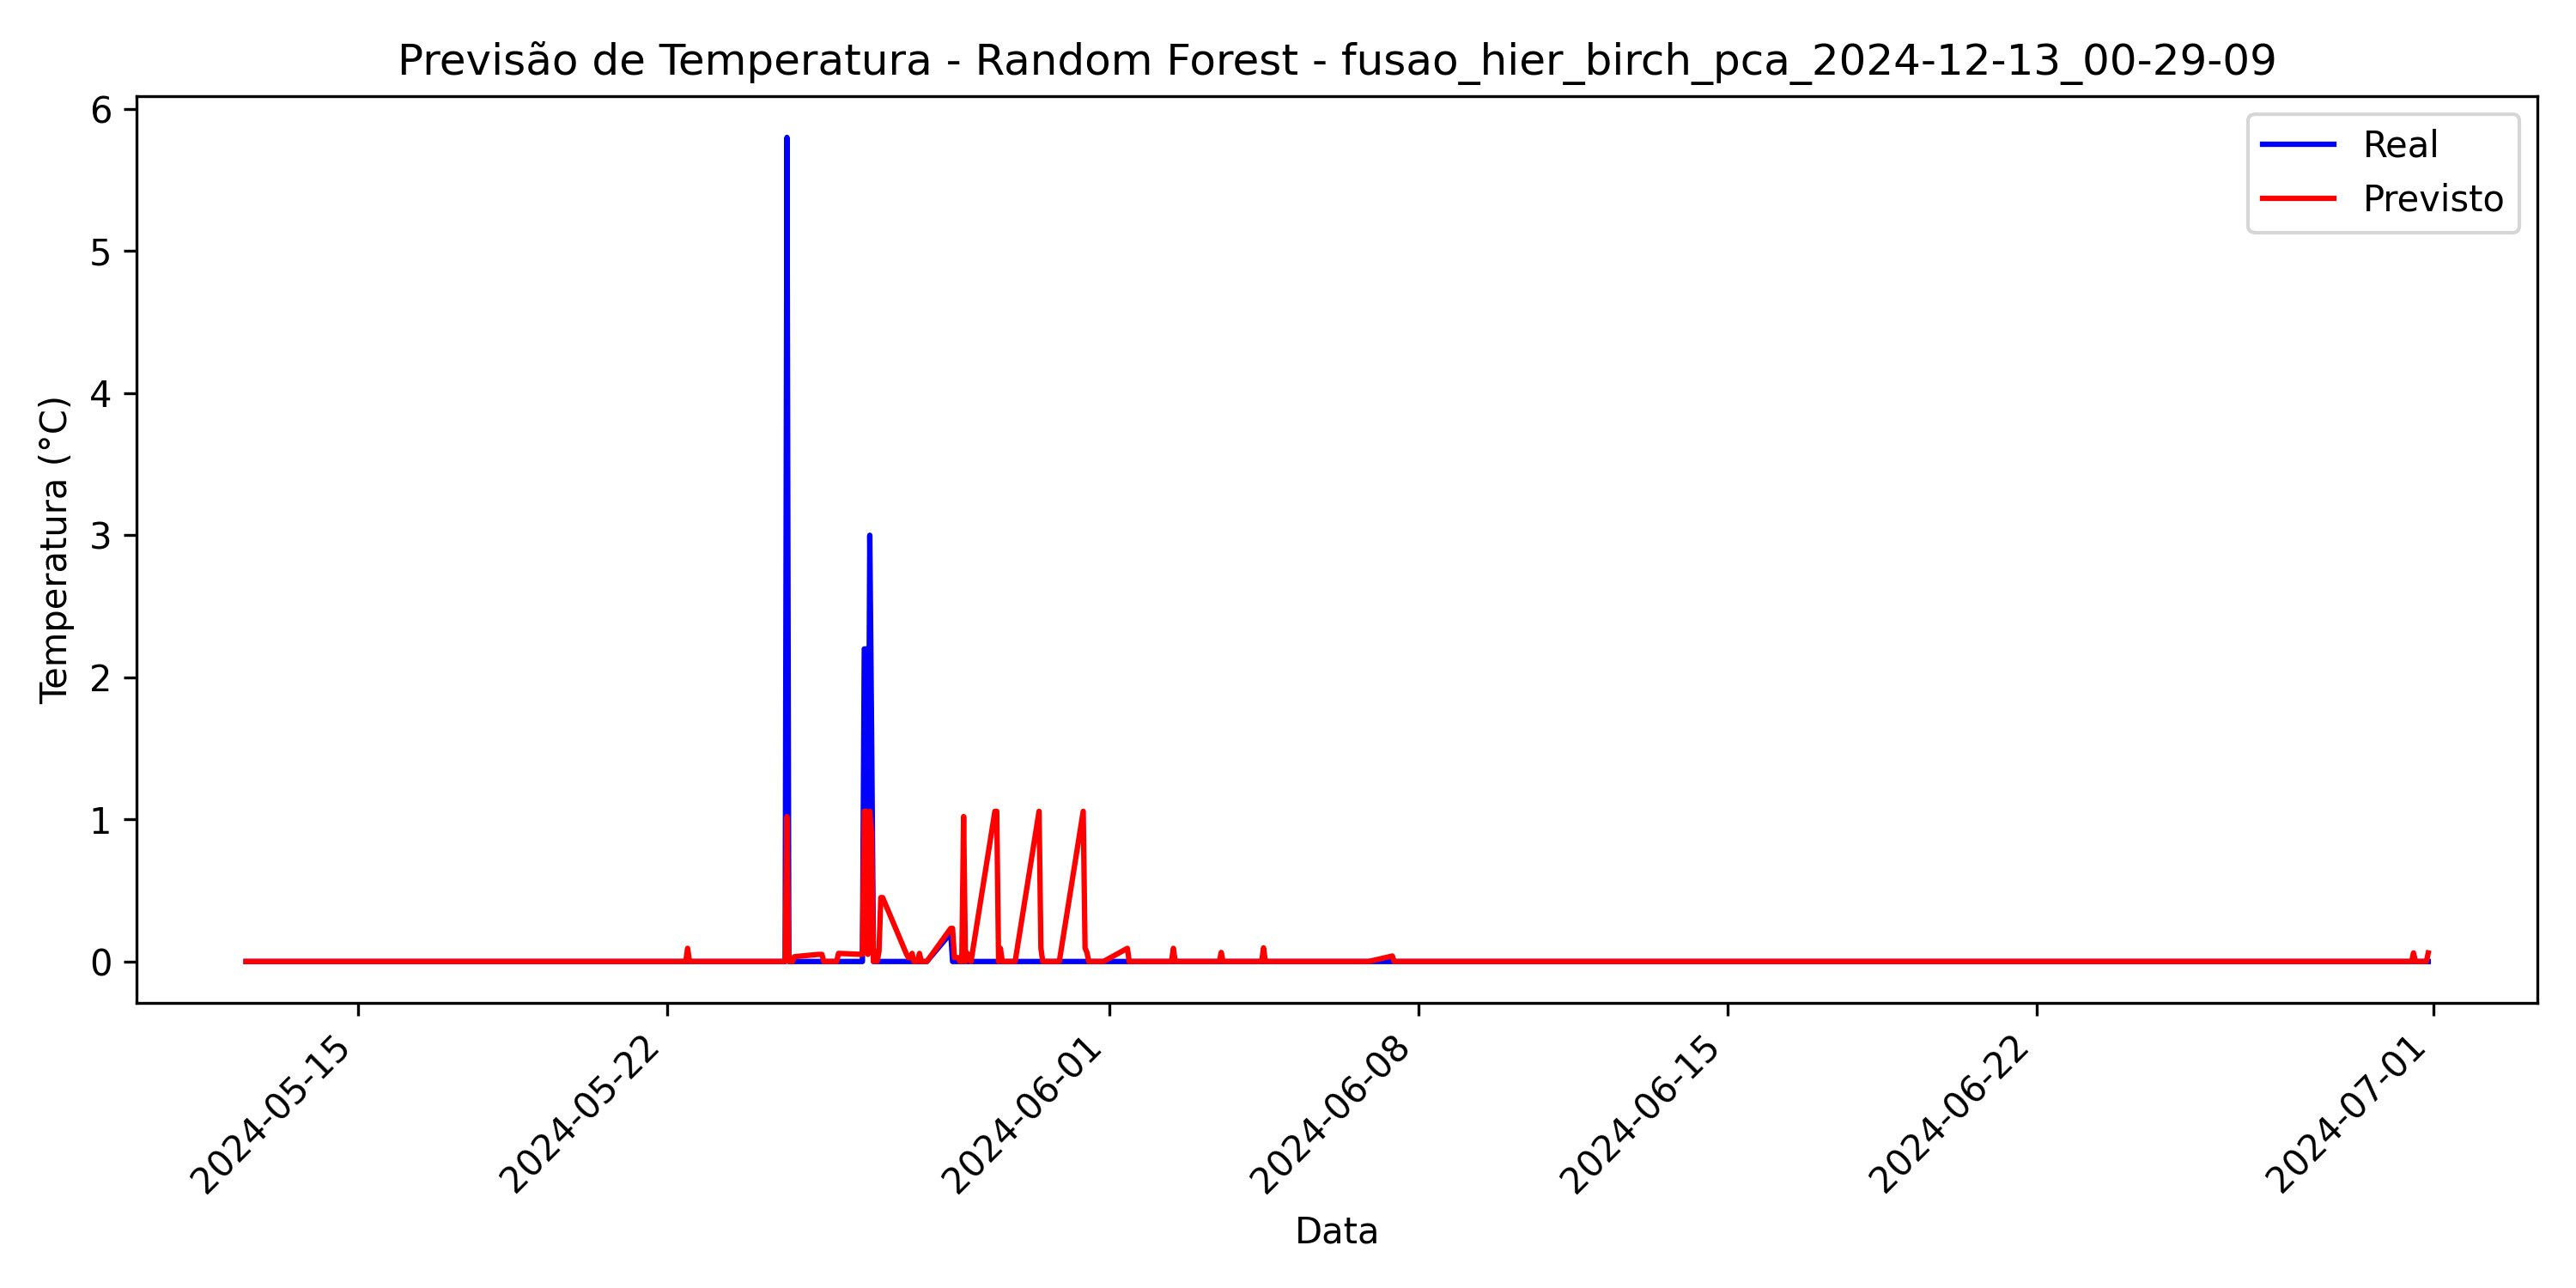 Previsão de Temperatura - Random Forest - fusao_hier_birch_pca_2024-12-13_00-29-09
Real
Previsto
Temperatura (°C)
6
5
4
3
2
1
0
2024-05-15
2024-05-22
2024-06-01
2024-06-08
2024-06-15
2024-06-22
2024-07-01
Data